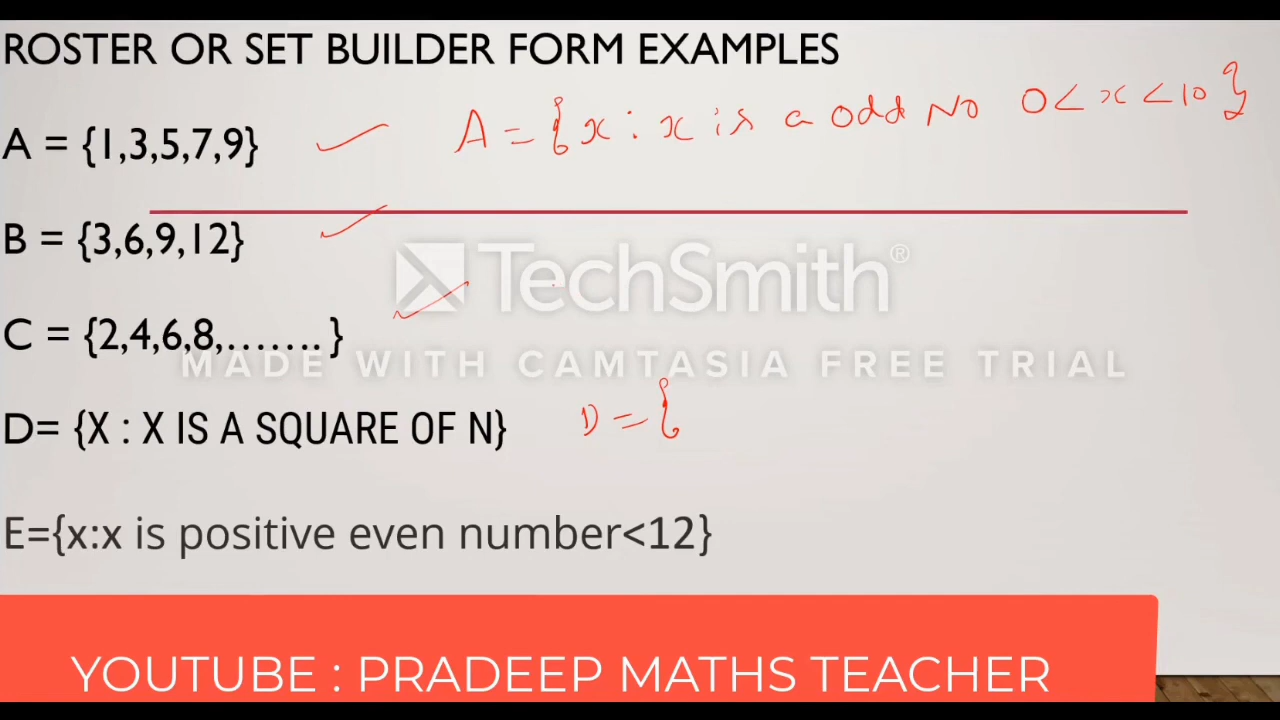 ROSTER OR SET BUILDER FORM EXAMPLES
A = {1,3,5,7,9} A = {x : x is a odd No 0 < x < 10}
B = {3,6,9,12}
TechSmith®
C = {2,4,6,8,.......}
MADE WITH CAMTASIA FREE TRIAL
D= {X : X IS A SQUARE OF N} D = {
E={x:x is positive even number<12}
YOUTUBE : PRADEEP MATHS TEACHER